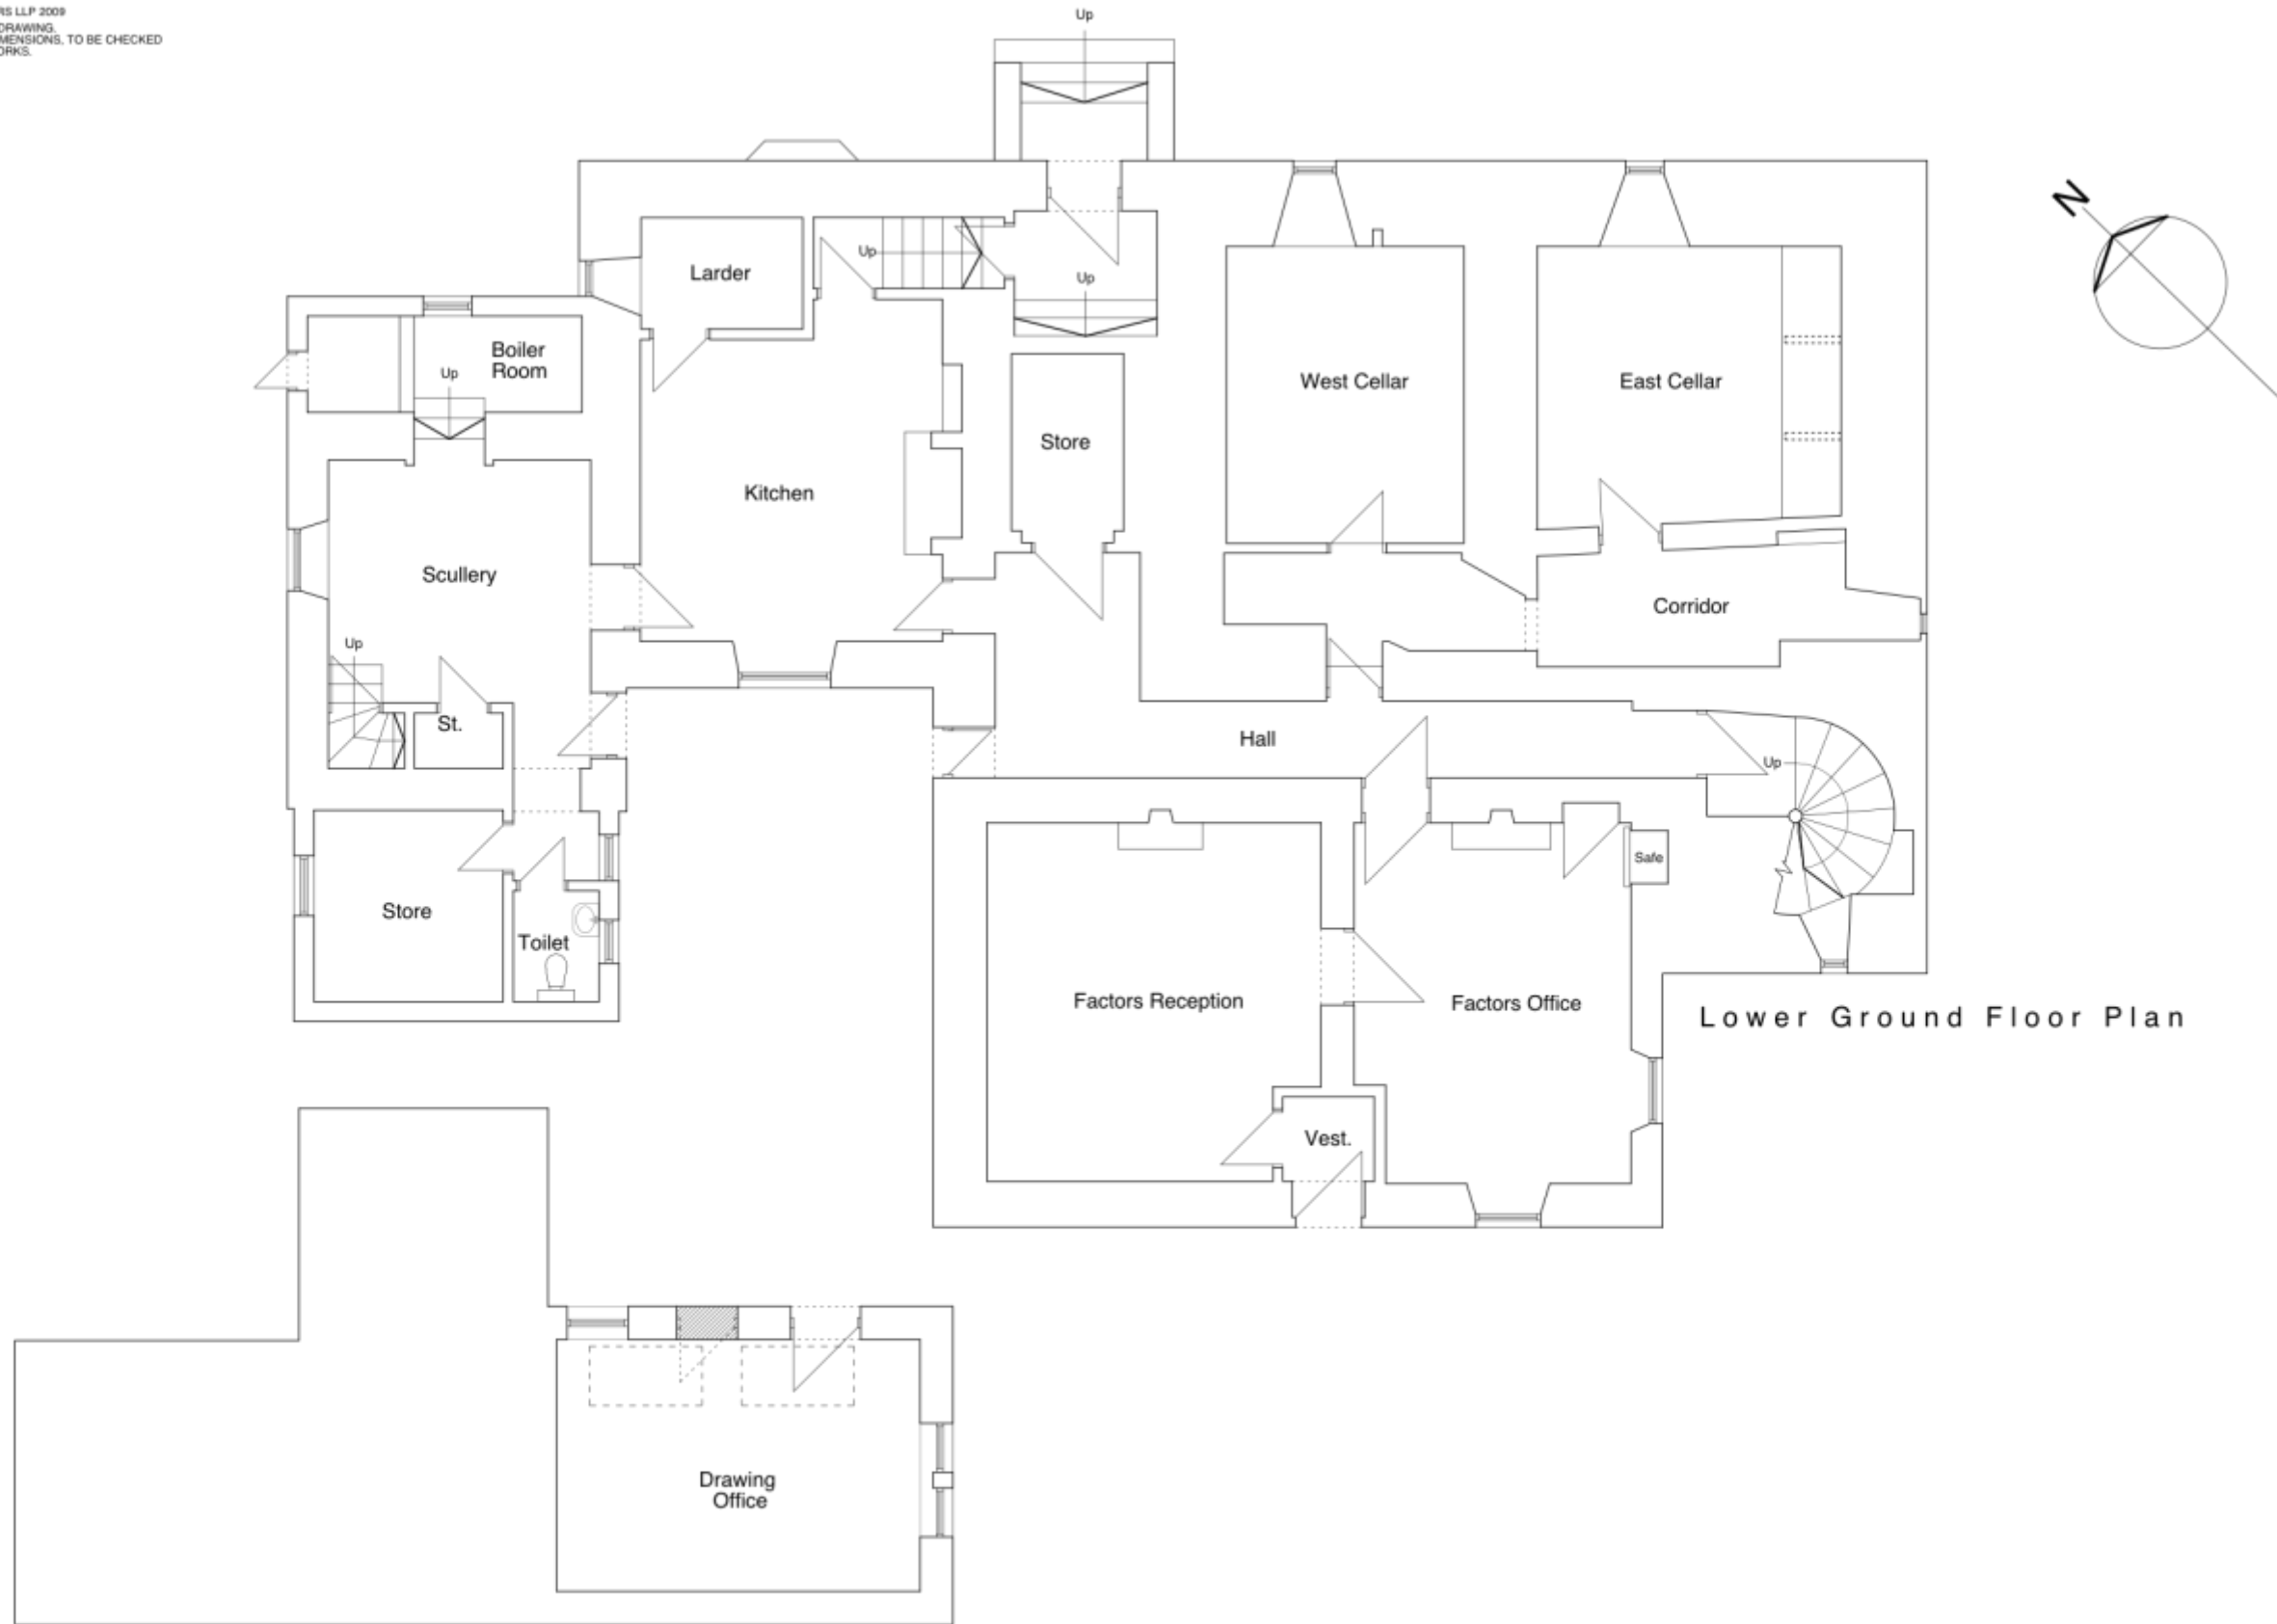 RS LLP 2009
DRAWING.
MENSIONS, TO BE CHECKED
ORKS.
Up
N
Larder
Up
Up
Boiler
Room
Up
West Cellar
East Cellar
Store
Kitchen
Scullery
Corridor
Up
St.
Hall
Up
Safe
Store
Toilet
Factors Reception
Factors Office
Lower Ground Floor Plan
Vest.
Drawing
Office